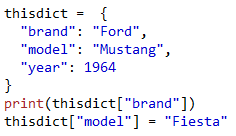 thisdict =  {
  "brand": "Ford",
  "model": "Mustang",
  "year": 1964
}
print(thisdict["brand"])
thisdict["model"] = "Fiesta"